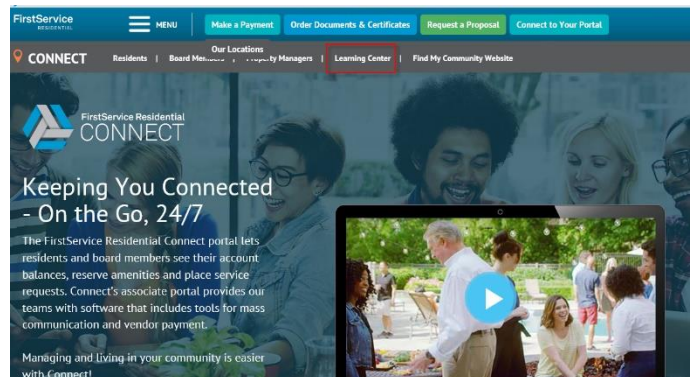 FirstService
RESIDENTIAL
MENU
Make a Payment
Order Documents & Certificates
Request a Proposal
Connect to Your Portal
Our Locations
CONNECT
Residents | Board Members | Property Managers | Learning Center | Find My Community Website
FirstService Residential
CONNECT
Keeping You Connected
- On the Go, 24/7
The FirstService Residential Connect portal lets
residents and board members see their account
balances, reserve amenities and place service
requests. Connect's associate portal provides our
teams with software that includes tools for mass
communication and vendor payment.
Managing and living in your community is easier
with Connect!